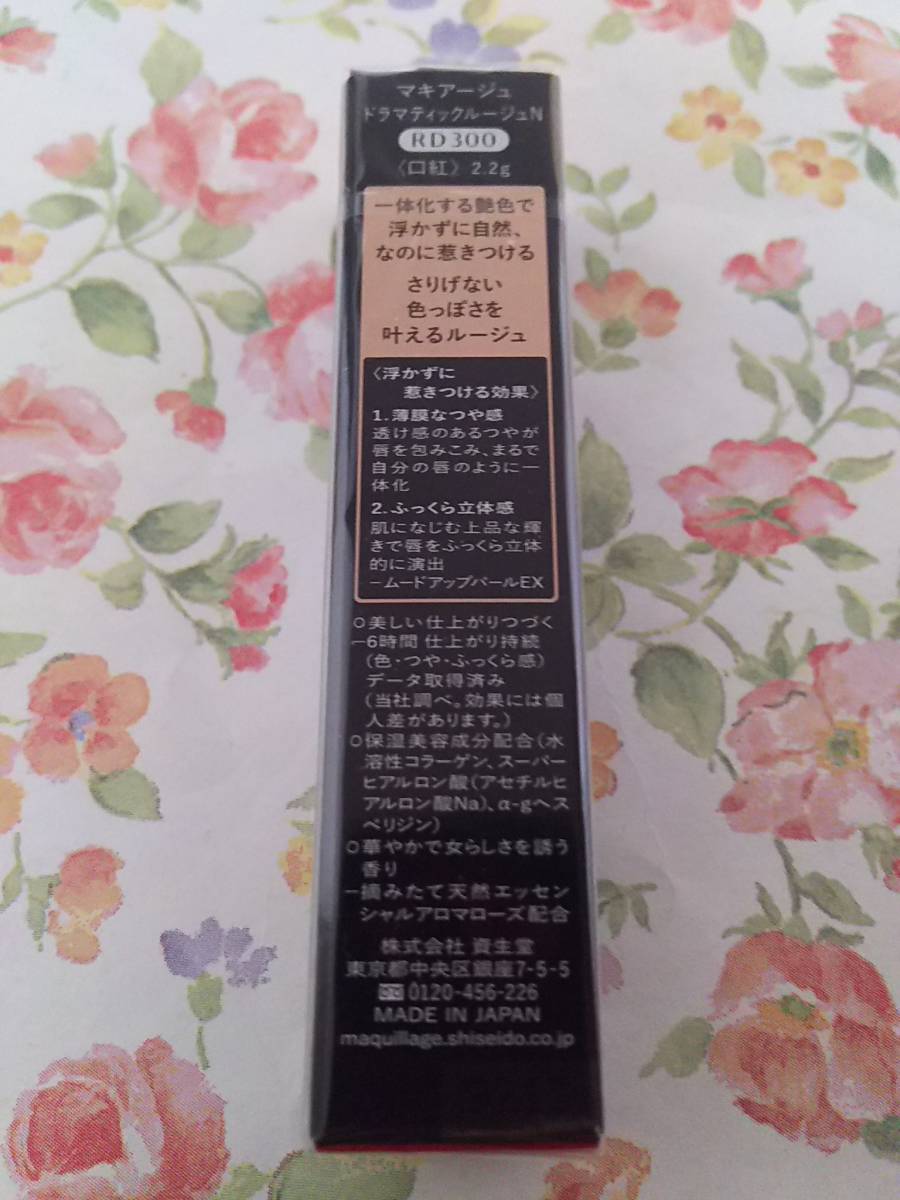 マキアージュ
ドラマティックルージュN
RD300
〈口紅〉2.2g
一体化する艶色で
浮かずに自然、
なのに惹きつける
さりげない
色っぽさを
叶えるルージュ
〈浮かずに
惹きつける効果〉
1.薄膜なつや感
透け感のあるつやが
唇を包みこみ、まるで
自分の唇のように一
体化
2.ふっくら立体感
肌になじむ上品な輝
きで唇をふっくら立体
的に演出
−ムードアップパールEX
○美しい仕上がりつづく
−6時間 仕上がり持続
(色・つや・ふっくら感)
データ取得済み
(当社調べ。効果には個
人差があります。)
○保湿美容成分配合(水
溶性コラーゲン、スーパー
ヒアルロン酸(アセチルヒ
アルロン酸Na)、α-gヘス
ペリジン)
○華やかで女らしさを誘う
香り
−摘みたて天然エッセン
シャルアロマローズ配合
株式会社 資生堂
東京都中央区銀座7-5-5
0120-456-226
MADE IN JAPAN
maquillage.shiseido.co.jp